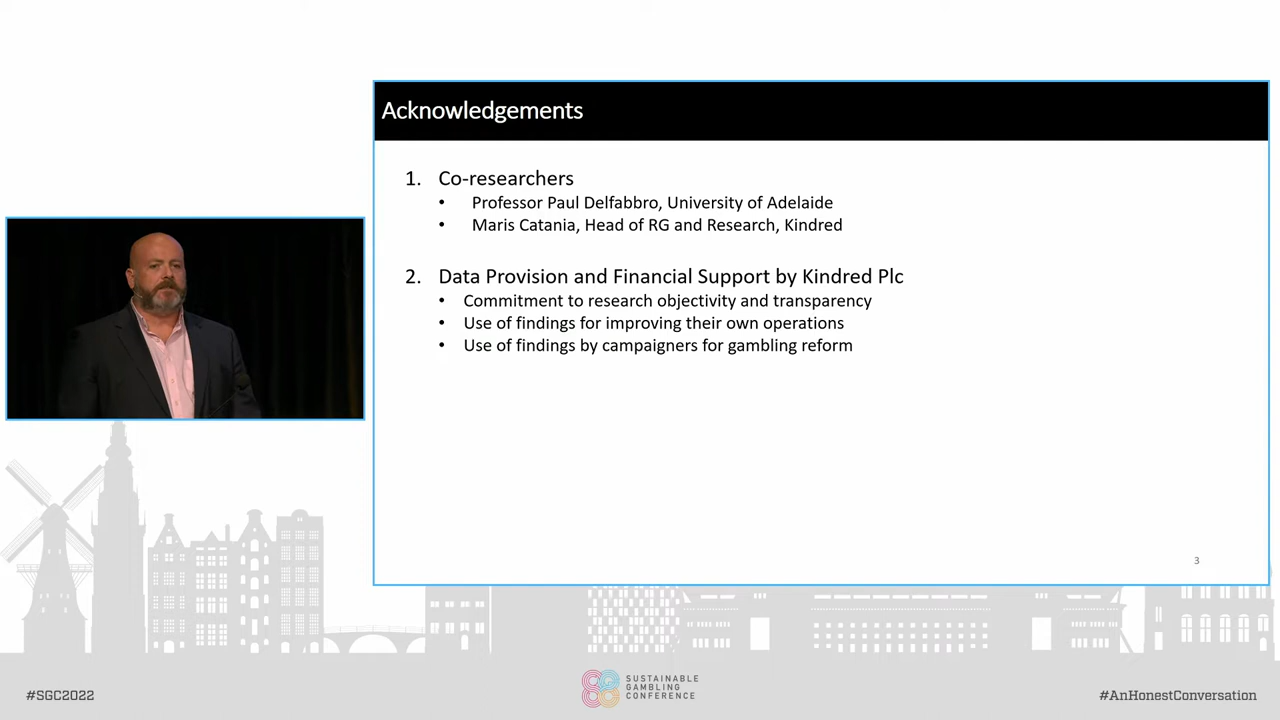 Acknowledgements
1. Co-researchers
• Professor Paul Delfabbro, University of Adelaide
• Maris Catania, Head of RG and Research, Kindred
2. Data Provision and Financial Support by Kindred Plc
• Commitment to research objectivity and transparency
• Use of findings for improving their own operations
• Use of findings by campaigners for gambling reform
3
#SGC2022
SUSTAINABLE
GAMBLING
CONFERENCE
#AnHonestConversation